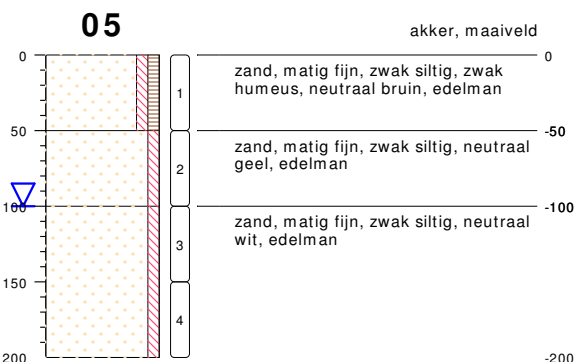 05
akker, maaiveld
0
0
zand, matig fijn, zwak siltig, zwak
humeus, neutraal bruin, edelman
1
50
-50
zand, matig fijn, zwak siltig, neutraal
geel, edelman
2
100
-100
zand, matig fijn, zwak siltig, neutraal
wit, edelman
3
150
4
200
-200